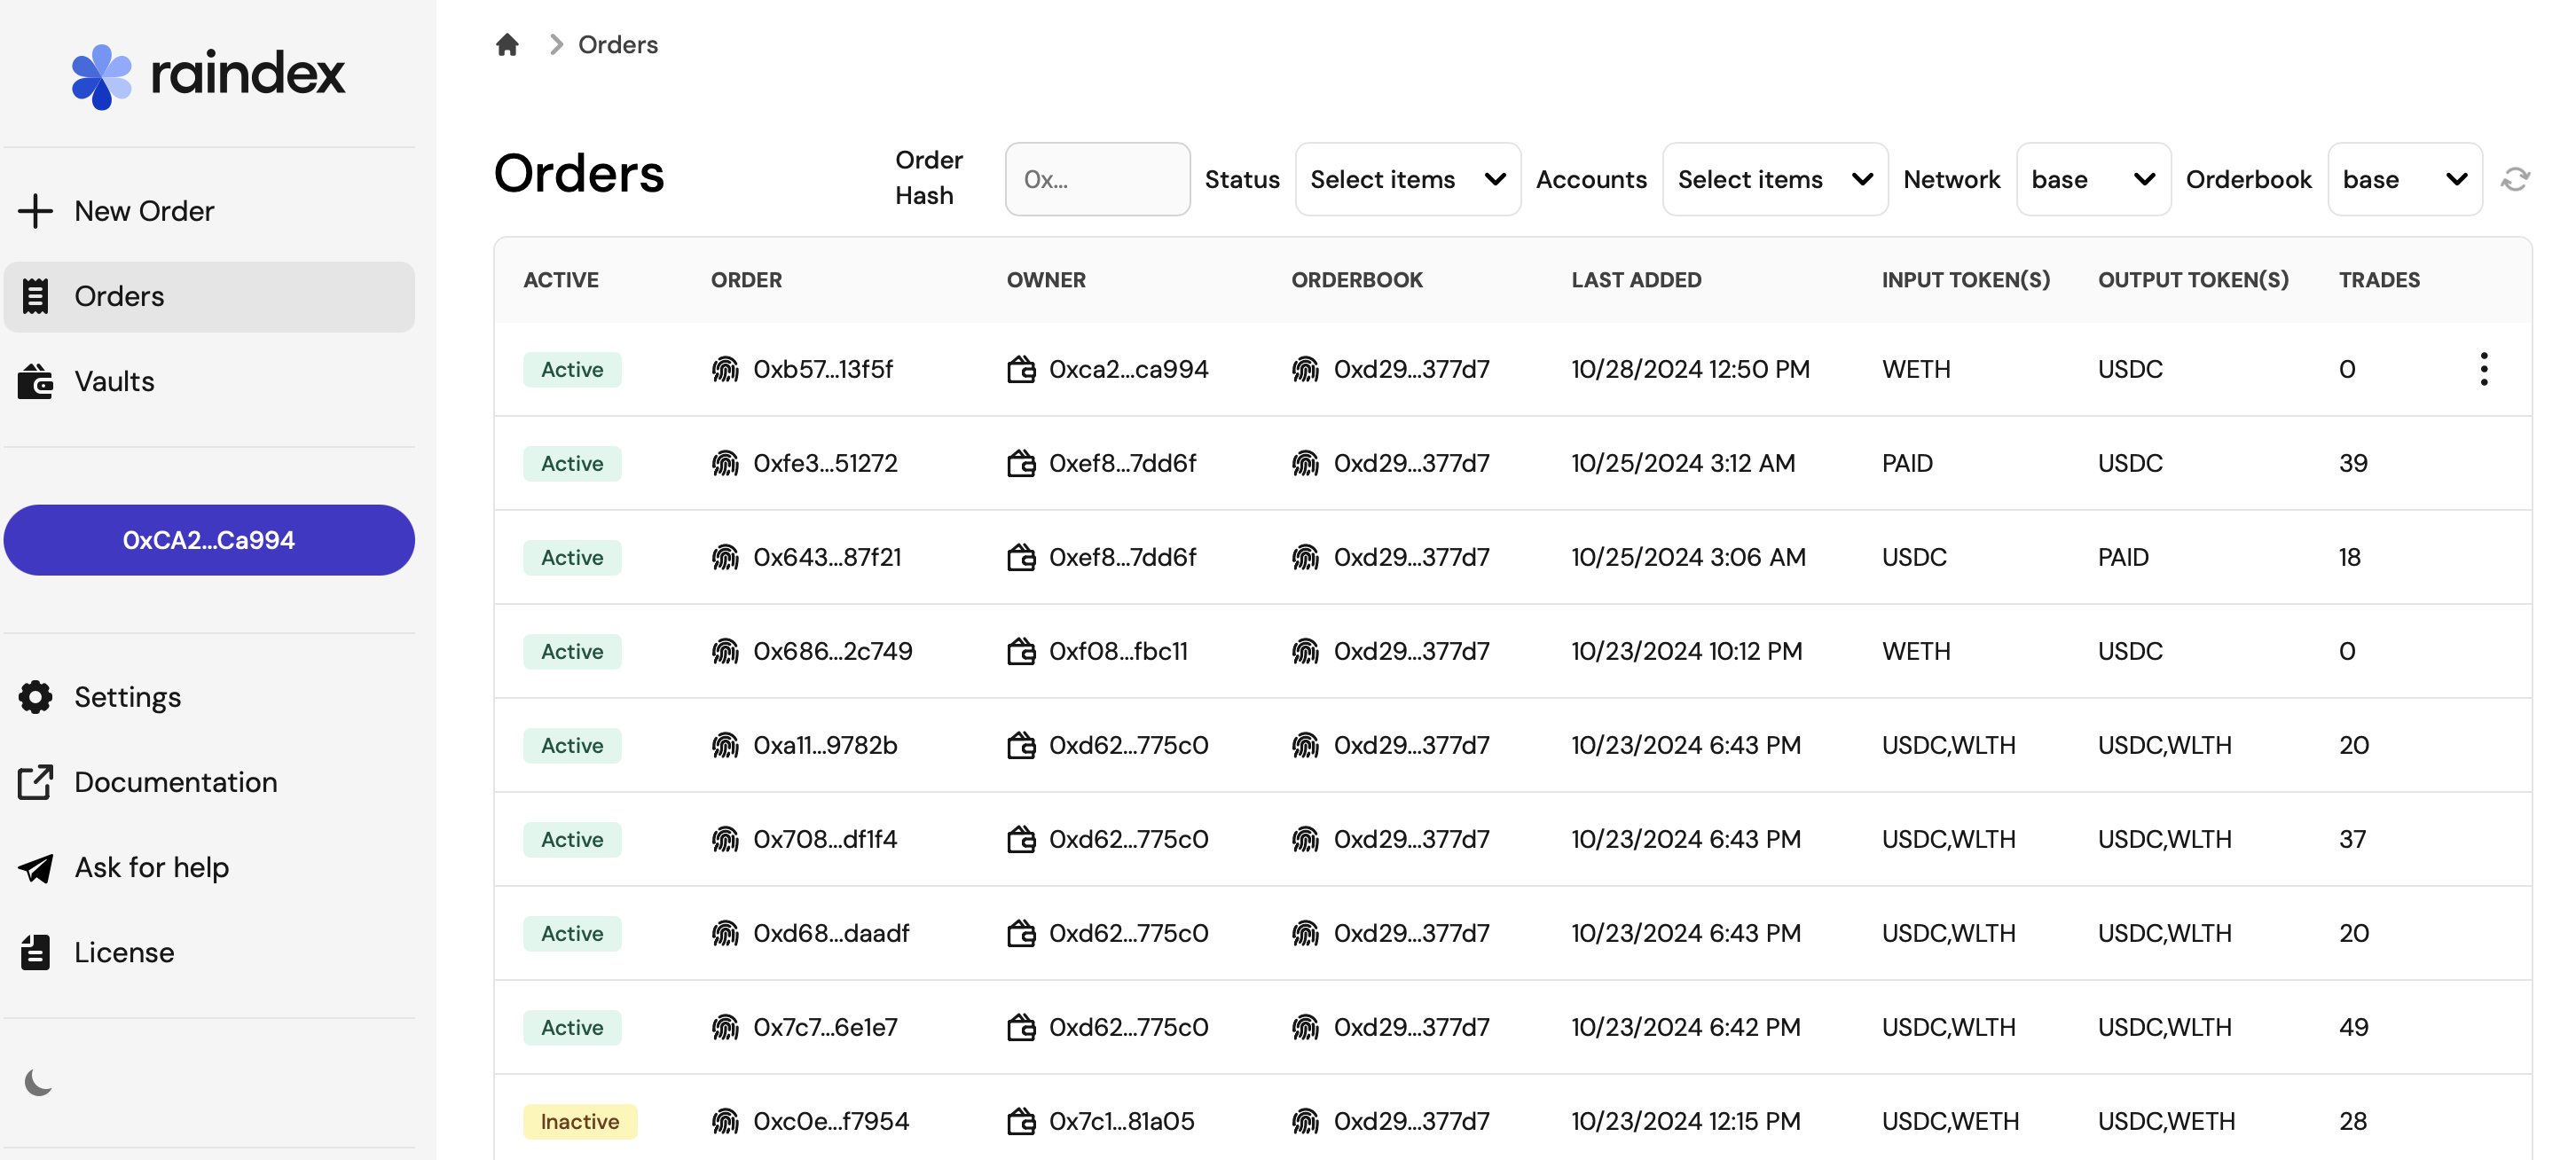 raindex
New Order
Orders
Vaults
0xCA2...Ca994
Settings
Documentation
Ask for help
License
Orders
Orders
Order Hash 0x... Status Select items Accounts Select items Network base Orderbook base
ACTIVE ORDER OWNER ORDERBOOK LAST ADDED INPUT TOKEN(S) OUTPUT TOKEN(S) TRADES
Active 0xb57...13f5f 0xca2...ca994 0xd29...377d7 10/28/2024 12:50 PM WETH USDC 0
Active 0xfe3...51272 0xef8...7dd6f 0xd29...377d7 10/25/2024 3:12 AM PAID USDC 39
Active 0x643...87f21 0xef8...7dd6f 0xd29...377d7 10/25/2024 3:06 AM USDC PAID 18
Active 0x686...2c749 0xf08...fbc11 0xd29...377d7 10/23/2024 10:12 PM WETH USDC 0
Active 0xa11...9782b 0xd62...775c0 0xd29...377d7 10/23/2024 6:43 PM USDC,WLTH USDC,WLTH 20
Active 0x708...df1f4 0xd62...775c0 0xd29...377d7 10/23/2024 6:43 PM USDC,WLTH USDC,WLTH 37
Active 0xd68...daadf 0xd62...775c0 0xd29...377d7 10/23/2024 6:43 PM USDC,WLTH USDC,WLTH 20
Active 0x7c7...6e1e7 0xd62...775c0 0xd29...377d7 10/23/2024 6:42 PM USDC,WLTH USDC,WLTH 49
Inactive 0xc0e...f7954 0x7c1...81a05 0xd29...377d7 10/23/2024 12:15 PM USDC,WETH USDC,WETH 28